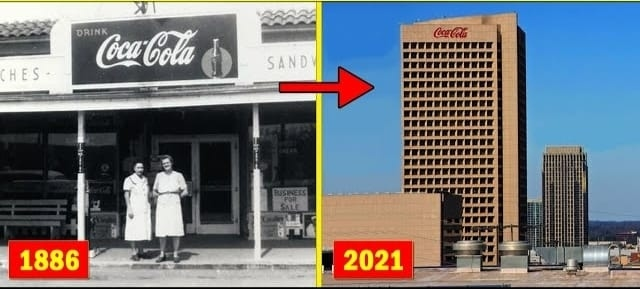 DRINK
Coca-Cola
CHES -
SANDW
BUSINESS
FOR
SALE
1886
Coca-Cola
2021